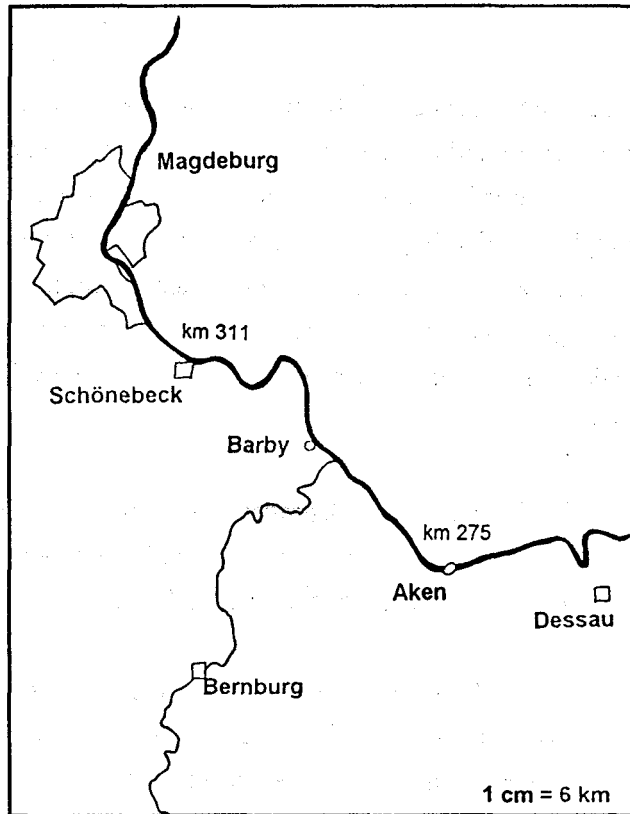 Magdeburg
km 311
Schönebeck
Barby
km 275
Aken
Dessau
Bernburg
1 cm = 6 km